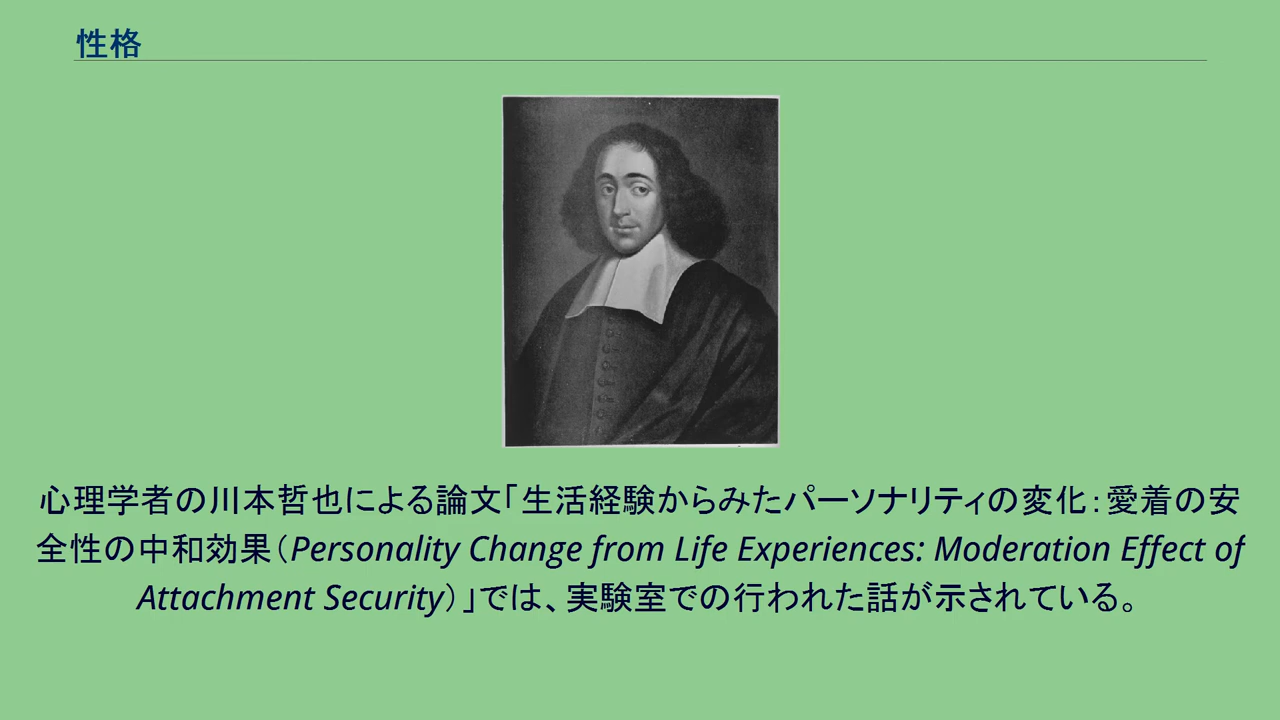 性格
心理学者の川本哲也による論文「生活経験からみたパーソナリティの変化：愛着の安
全性の中和効果（Personality Change from Life Experiences: Moderation Effect of
Attachment Security）」では、実験室での行われた話が示されている。